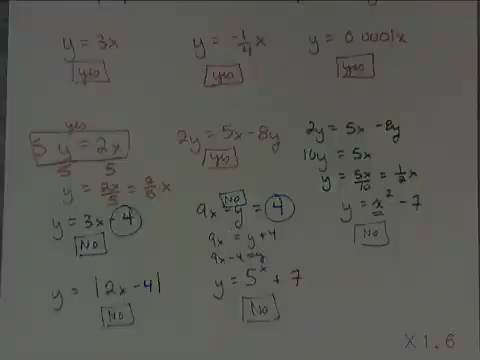 y = 3x
yes
y = -1/4 x
yes
y = 0.0001x
yes
yes
5y = 2x
5 5
y = 2x/5 = 2/5 x
2y = 5x - 8y
yes
2y = 5x - 8y
10y = 5x
y = 5x/10 = 1/2 x
y = 3x - 4
No
No
9x - y = 4
9x = y + 4
9x - 4 = y
y = x² - 7
No
y = |2x - 4|
No
y = 5ˣ + 7
No
x1.6